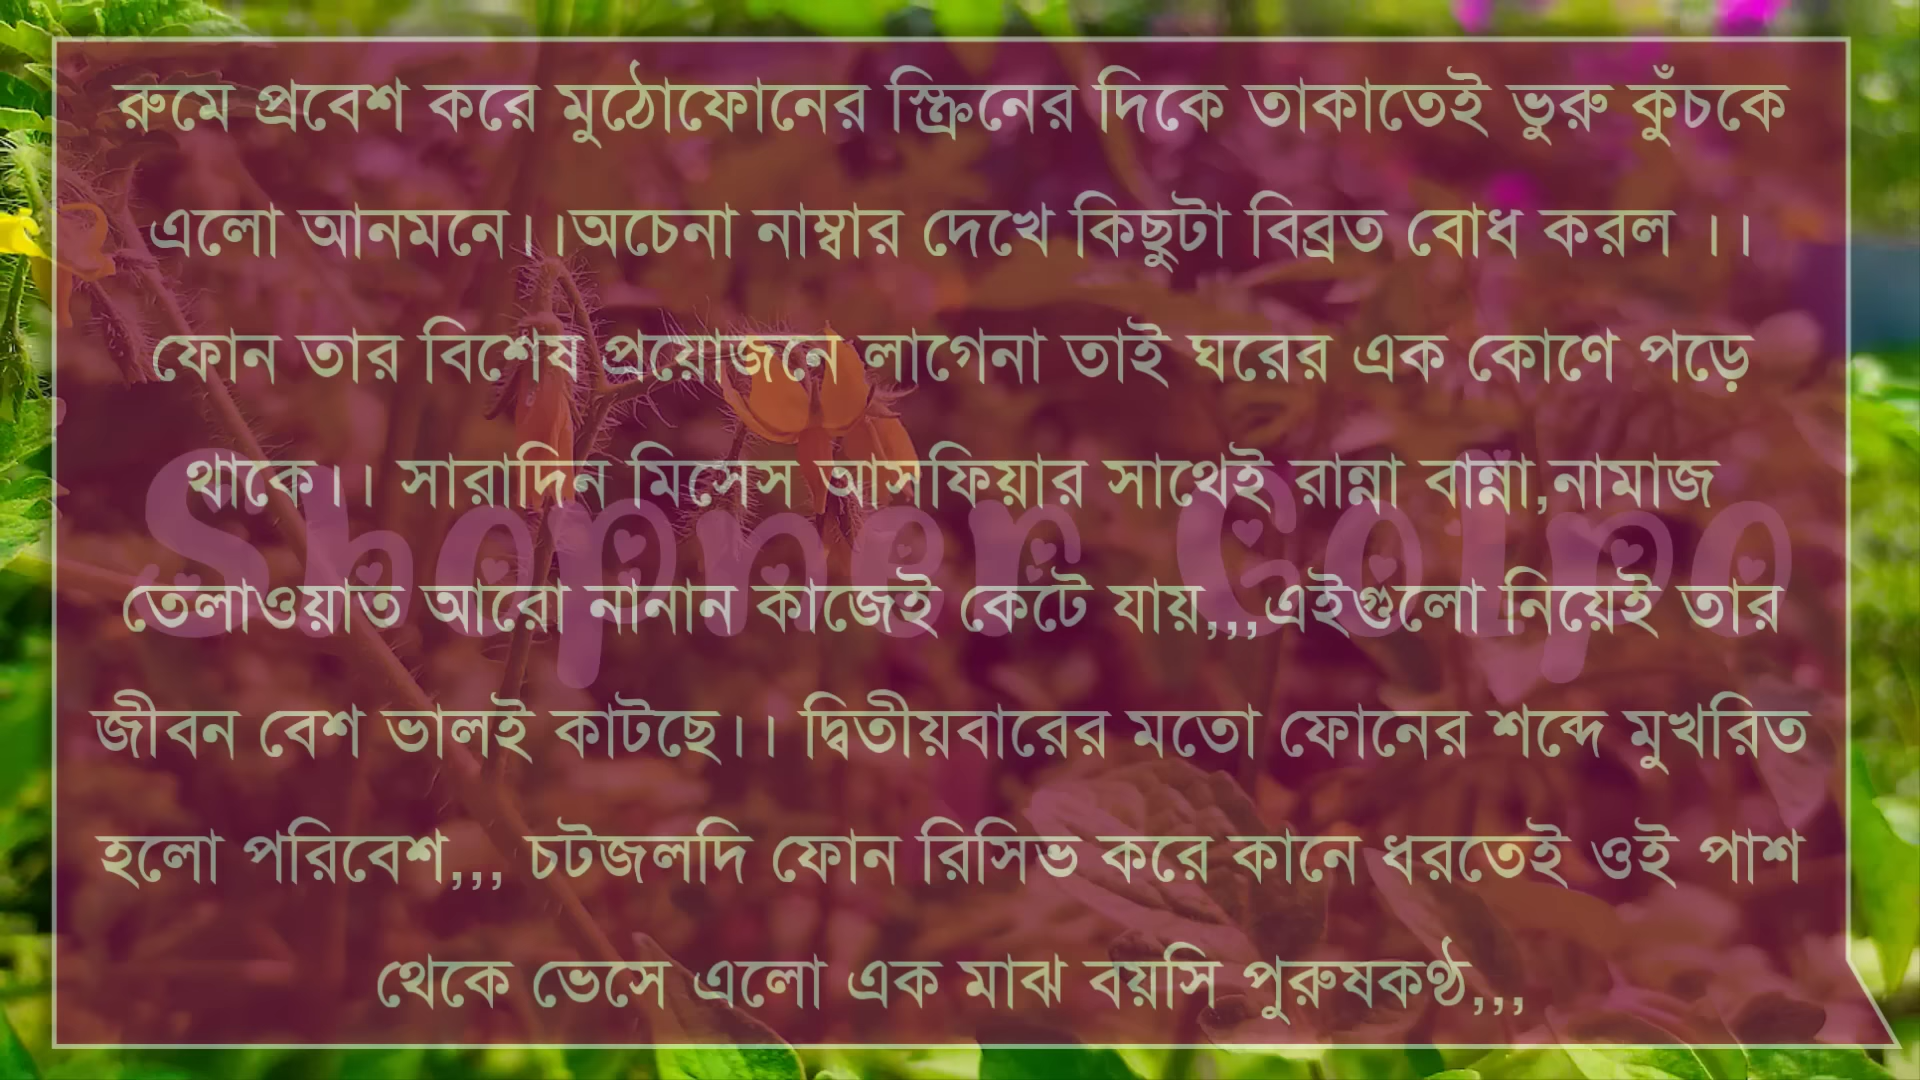 রুমে প্রবেশ করে মুঠোফোনের স্ক্রিনের দিকে তাকাতেই ভুরু কুঁচকে
এলো আনমনে।।অচেনা নাম্বার দেখে কিছুটা বিব্রত বোধ করল ।।
ফোন তার বিশেষ প্রয়োজনে লাগেনা তাই ঘরের এক কোণে পড়ে
থাকে।। সারাদিন মিসেস আসফিয়ার সাথেই রান্না বান্না,নামাজ
Shopner Golpo
তেলাওয়াত আরো নানান কাজেই কেটে যায়,,,এইগুলো নিয়েই তার
জীবন বেশ ভালই কাটছে।। দ্বিতীয়বারের মতো ফোনের শব্দে মুখরিত
হলো পরিবেশ,,, চটজলদি ফোন রিসিভ করে কানে ধরতেই ওই পাশ
থেকে ভেসে এলো এক মাঝ বয়সি পুরুষকণ্ঠ,,,